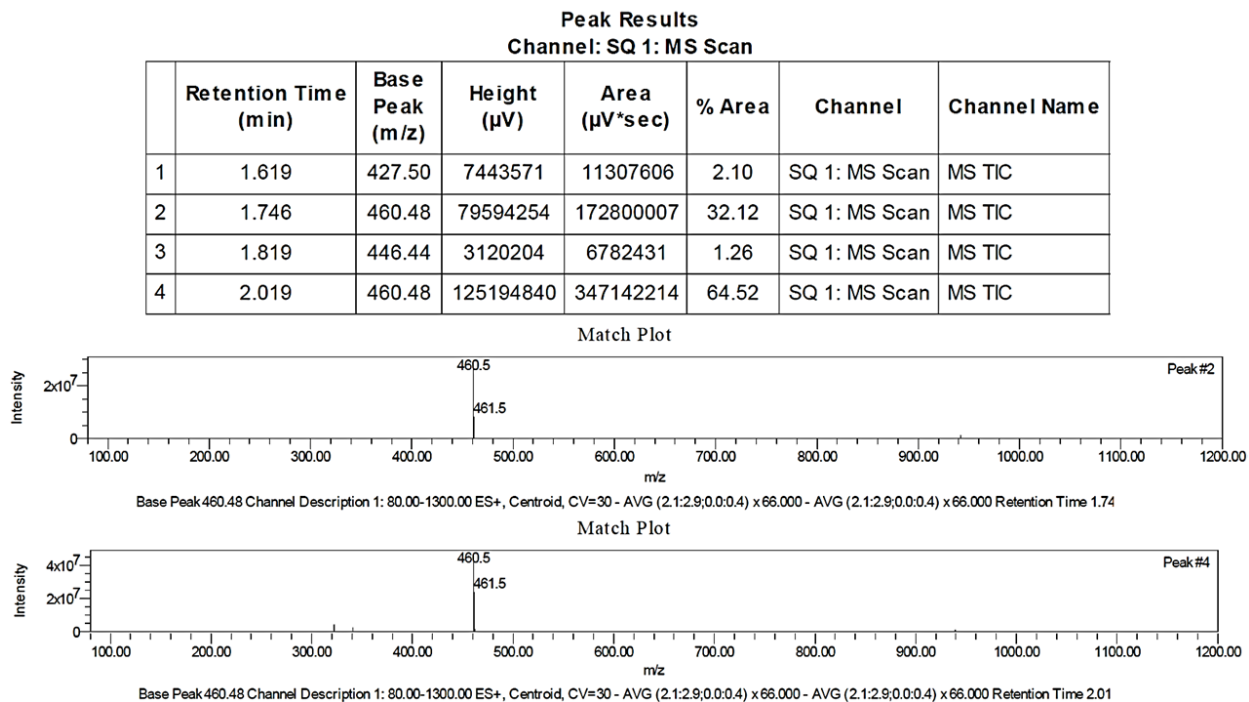 Peak Results
Channel: SQ 1: MS Scan
Retention Time (min) Base Peak (m/z) Height (µV) Area (µV*sec) % Area Channel Channel Name
1 1.619 427.50 7443571 11307606 2.10 SQ 1: MS Scan MS TIC
2 1.746 460.48 79594254 172800007 32.12 SQ 1: MS Scan MS TIC
3 1.819 446.44 3120204 6782431 1.26 SQ 1: MS Scan MS TIC
4 2.019 460.48 125194840 347142214 64.52 SQ 1: MS Scan MS TIC
Match Plot
460.5
Peak #2
Intensity
2x10^7
461.5
0
100.00 200.00 300.00 400.00 500.00 600.00 700.00 800.00 900.00 1000.00 1100.00 1200.00
m/z
Base Peak 460.48 Channel Description 1: 80.00-1300.00 ES+, Centroid, CV=30 - AVG (2.1:2.9;0.0:0.4) x 66.000 - AVG (2.1:2.9;0.0:0.4) x 66.000 Retention Time 1.74
Match Plot
460.5
Peak #4
Intensity
4x10^7
461.5
2x10^7
0
100.00 200.00 300.00 400.00 500.00 600.00 700.00 800.00 900.00 1000.00 1100.00 1200.00
m/z
Base Peak 460.48 Channel Description 1: 80.00-1300.00 ES+, Centroid, CV=30 - AVG (2.1:2.9;0.0:0.4) x 66.000 - AVG (2.1:2.9;0.0:0.4) x 66.000 Retention Time 2.01